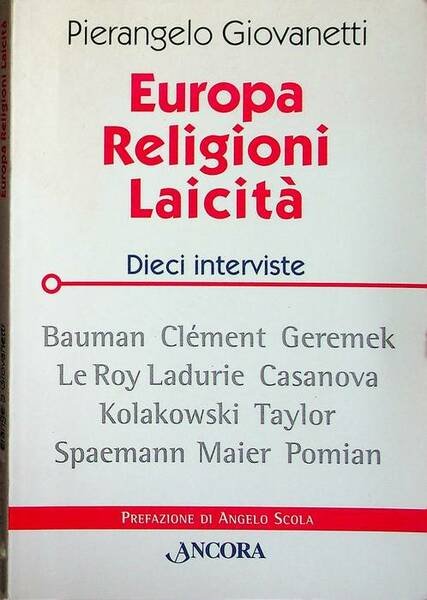 Pierangelo Giovanetti
Europa
Religioni
Laicità
Dieci interviste
Bauman Clément Geremek
Le Roy Ladurie Casanova
Kolakowski Taylor
Spaemann Maier Pomian
PREFAZIONE DI ANGELO SCOLA
ANCORA
Europa Religioni Laicità